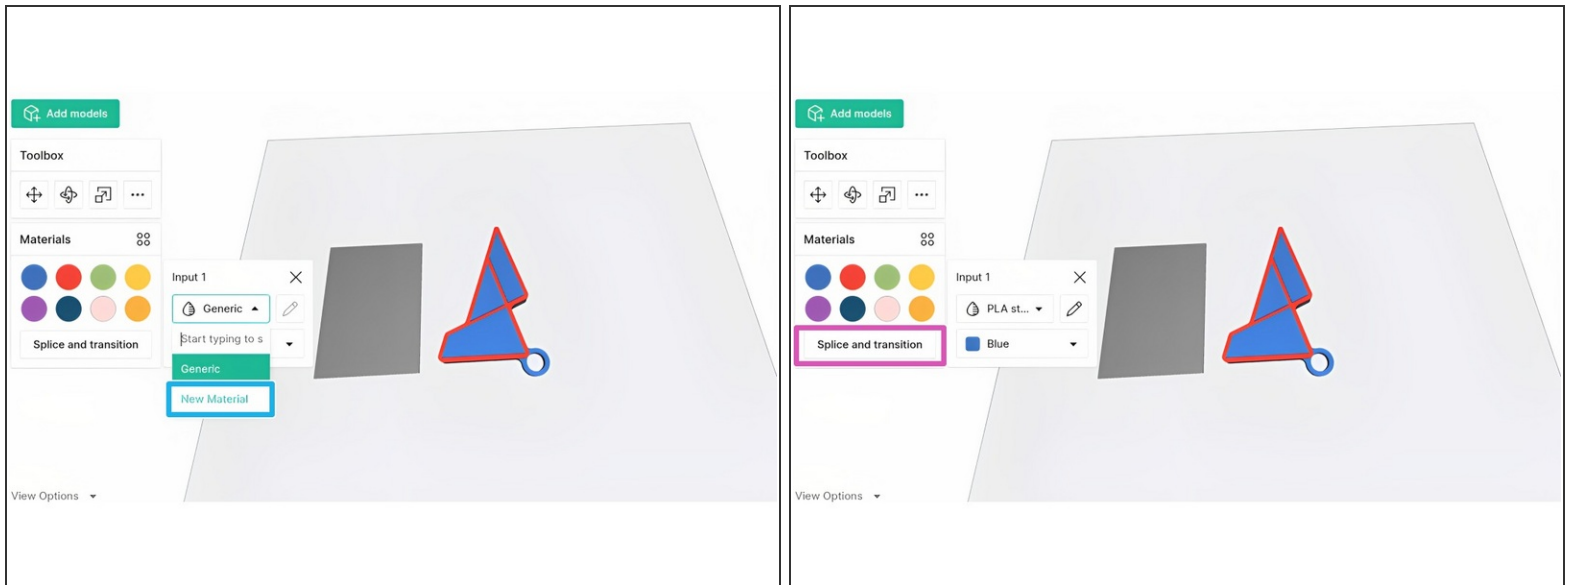 Add models
Toolbox
Materials
Input 1
Generic
Start typing to s
Splice and transition
Generic
New Material
View Options
Add models
Toolbox
Materials
Input 1
PLA st...
Splice and transition
Blue
View Options